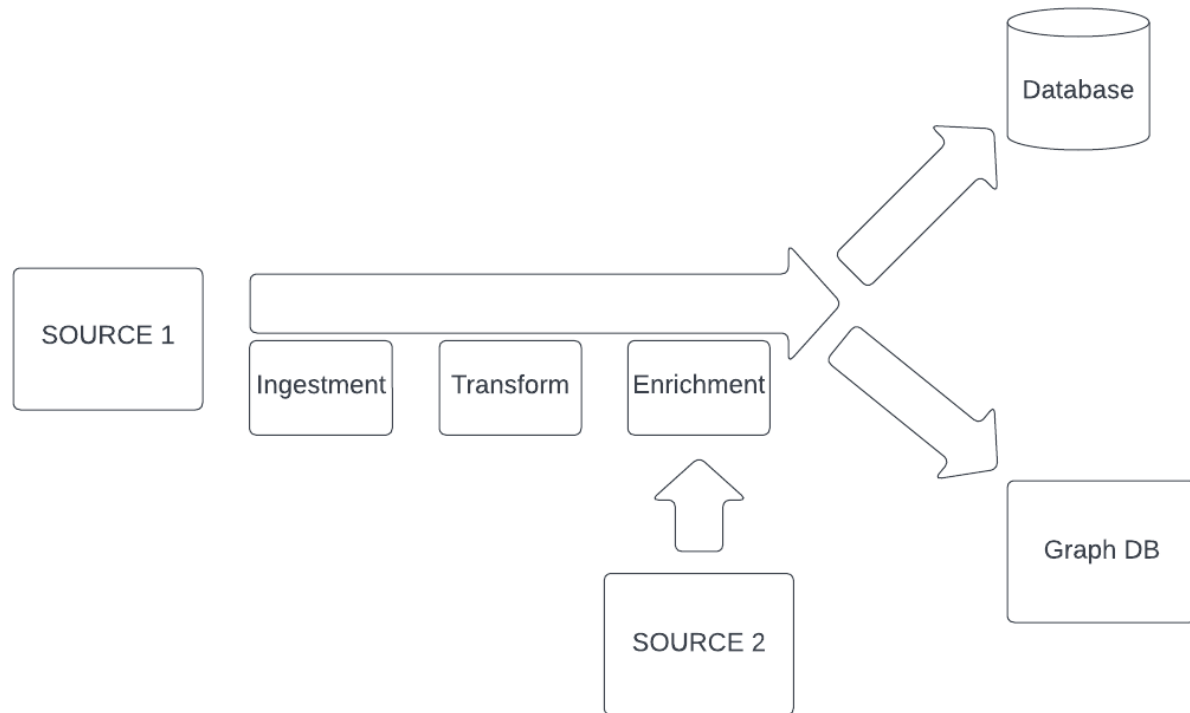 Database
SOURCE 1
Ingestment
Transform
Enrichment
Graph DB
SOURCE 2